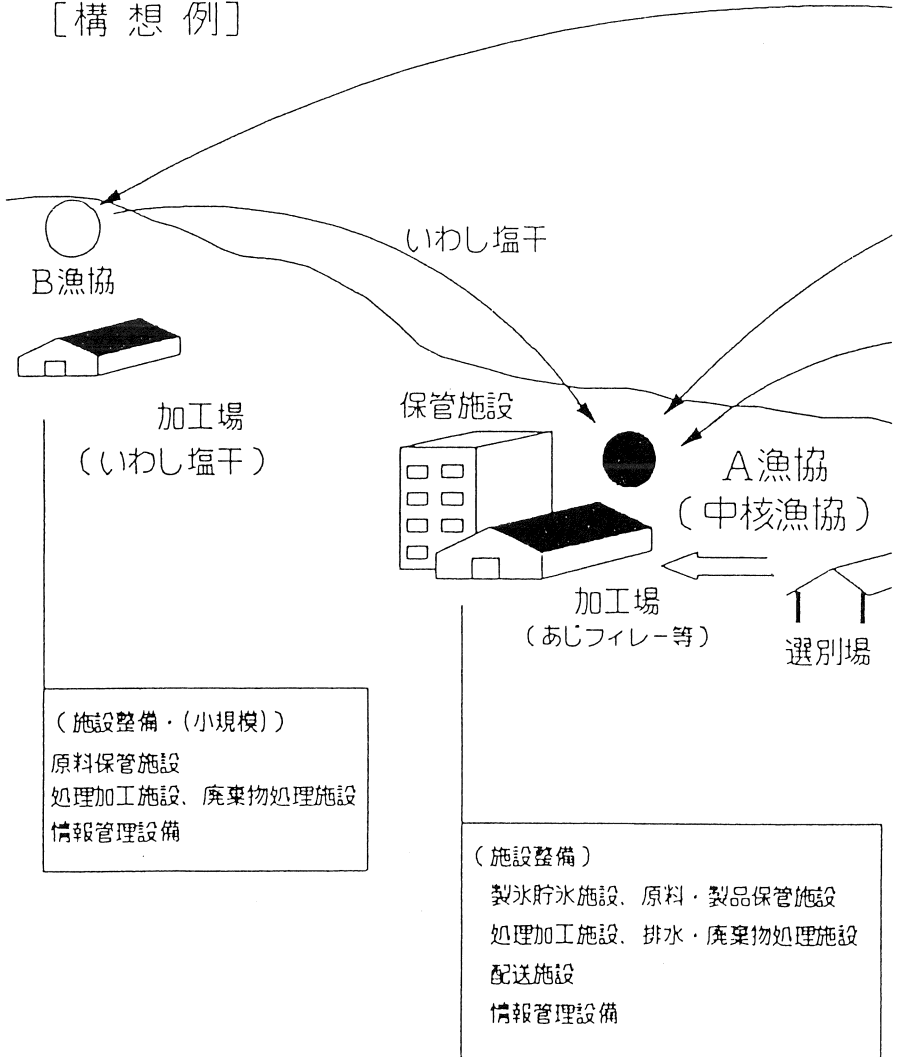 ［構想例］
いわし塩干
B漁協
加工場
（いわし塩干）
保管施設
A漁協
（中核漁協）
加工場
（あじフィレー等）
選別場
（施設整備・（小規模））
原料保管施設
処理加工施設、廃棄物処理施設
情報管理設備
（施設整備）
製氷貯氷施設、原料・製品保管施設
処理加工施設、排水・廃棄物処理施設
配送施設
情報管理設備